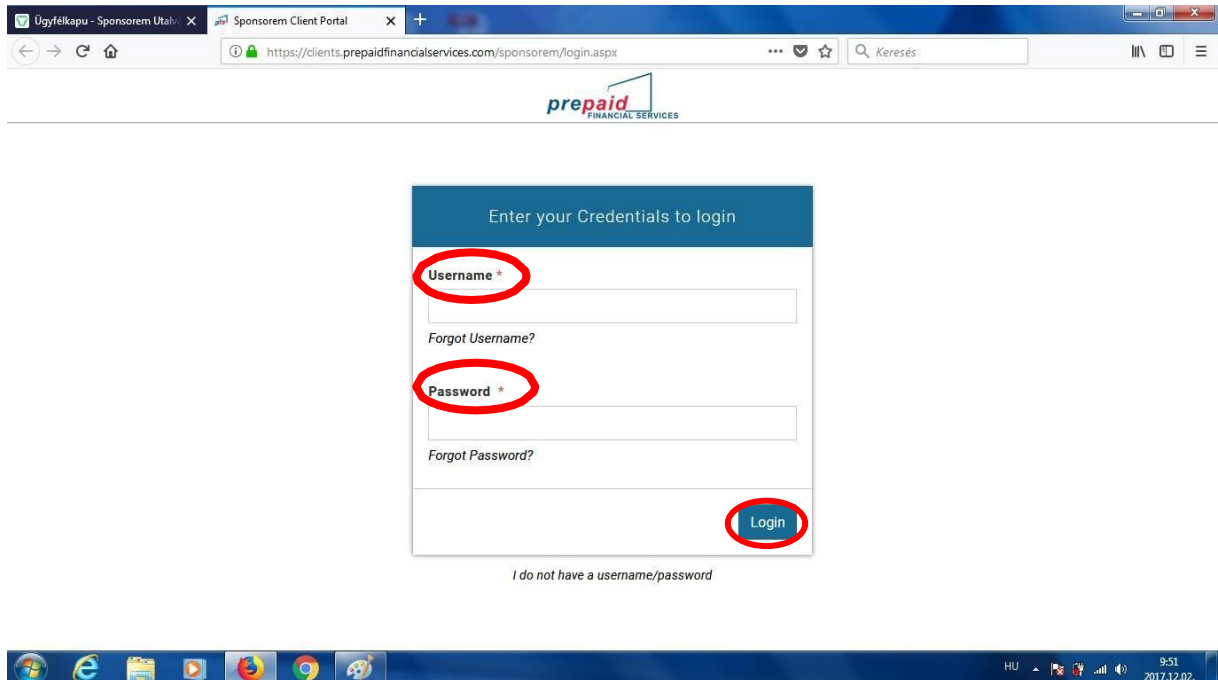 Ügyfélkapu - Sponsorem Utalv
Sponsorem Client Portal
https://clients.prepaidfinancialservices.com/sponsorem/login.aspx
Keresés
prepaid
FINANCIAL SERVICES
Enter your Credentials to login
Username *
Forgot Username?
Password *
Forgot Password?
Login
I do not have a username/password
HU
9:51
2017.12.02.